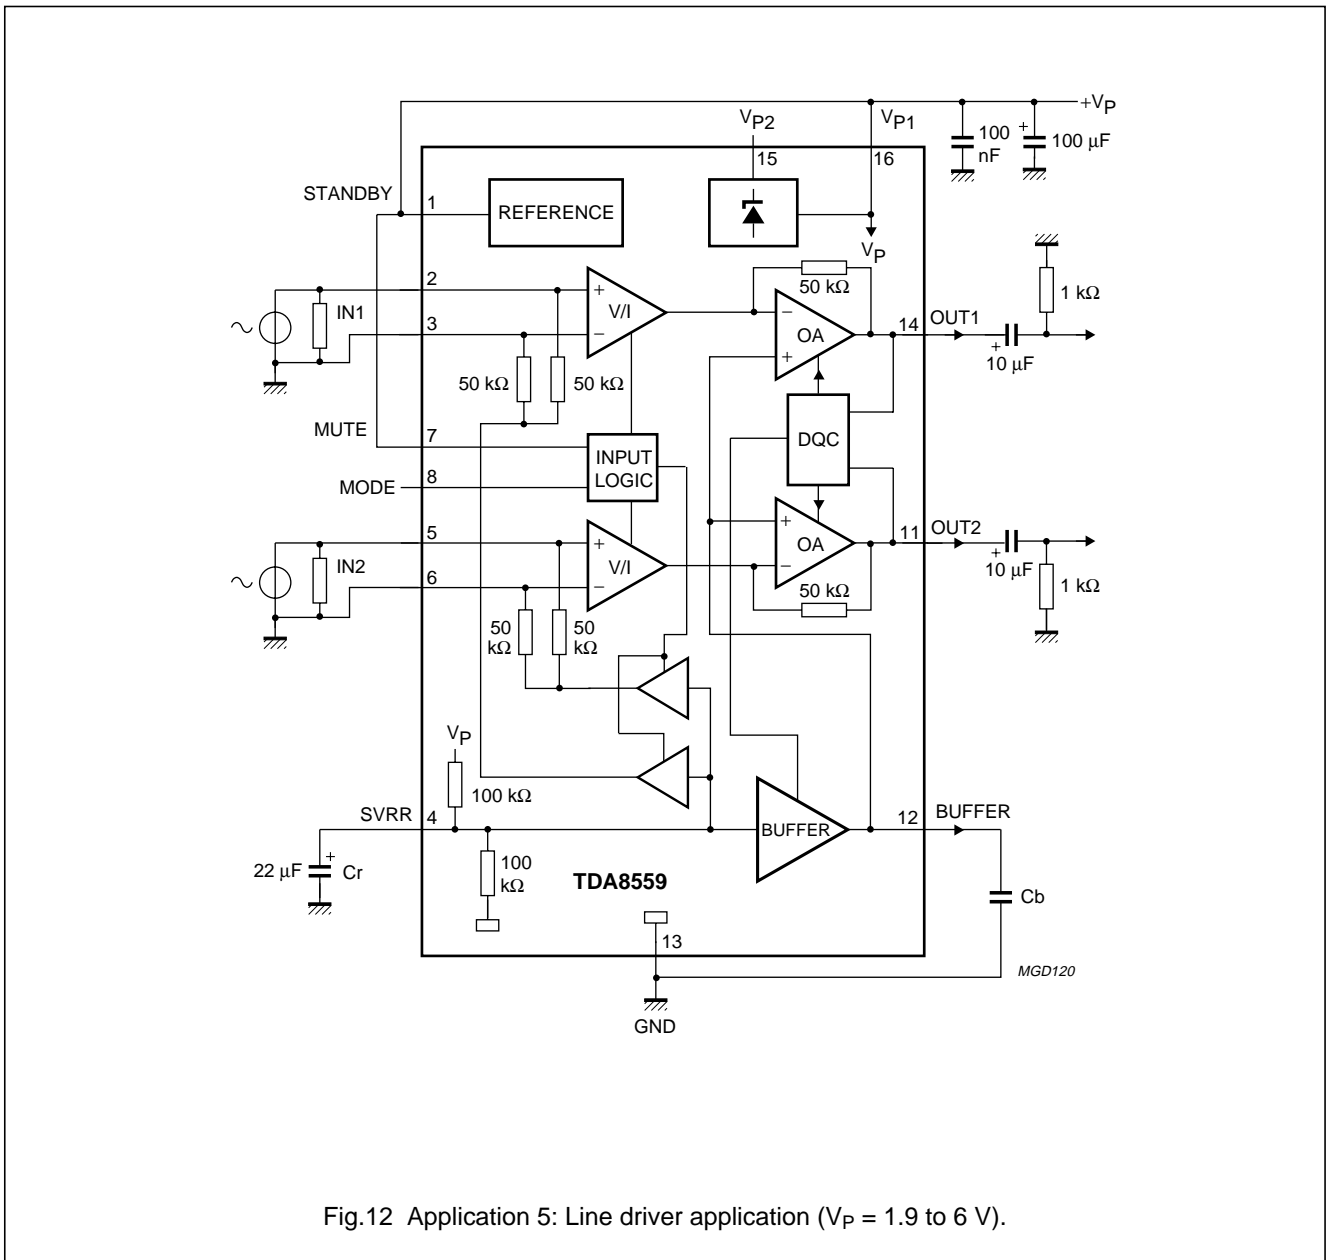 +VP
VP2
VP1
100
nF
+
100 μF
15
16
STANDBY
1
REFERENCE
VP
2
+
V/I
−
IN1
3
50 kΩ
50 kΩ
50 kΩ
−
OA
+
14
OUT1
+
10 μF
1 kΩ
MUTE
7
INPUT
LOGIC
DQC
MODE
8
5
+
V/I
−
IN2
6
50
kΩ
50
kΩ
+
OA
−
50 kΩ
11
OUT2
+
10 μF
1 kΩ
VP
100 kΩ
SVRR
4
BUFFER
12
BUFFER
22 μF
+
Cr
100
kΩ
TDA8559
Cb
13
MGD120
GND
Fig.12 Application 5: Line driver application (VP = 1.9 to 6 V).